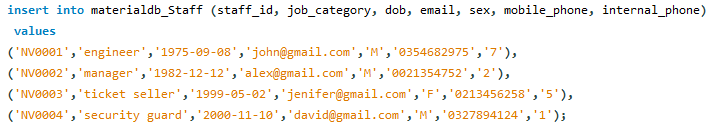 insert into materialdb_Staff (staff_id, job_category, dob, email, sex, mobile_phone, internal_phone)
values
('NV0001','engineer','1975-09-08','john@gmail.com','M','0354682975','7'),
('NV0002','manager','1982-12-12','alex@gmail.com','M','0021354752','2'),
('NV0003','ticket seller','1999-05-02','jenifer@gmail.com','F','0213456258','5'),
('NV0004','security guard','2000-11-10','david@gmail.com','M','0327894124','1');